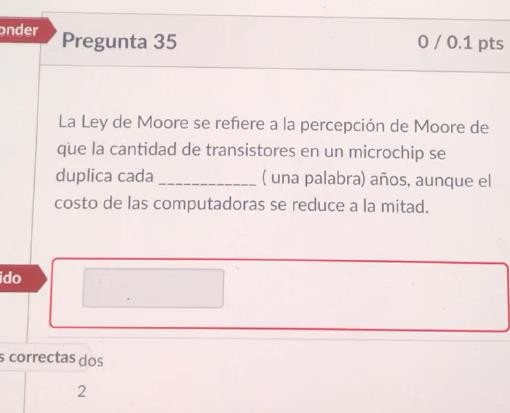 onder
Pregunta 35
0 / 0.1 pts
La Ley de Moore se refiere a la percepción de Moore de
que la cantidad de transistores en un microchip se
duplica cada ____________ ( una palabra) años, aunque el
costo de las computadoras se reduce a la mitad.
ido
s correctas dos
2